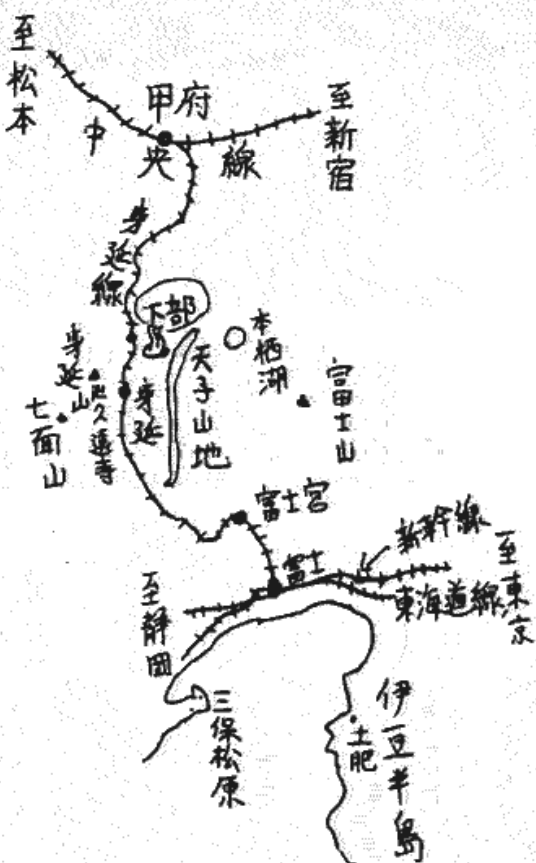 至松本
甲府
至新宿
中央線
身延線
下部
本栖湖
天子山地
富士山
身延山
卍久遠寺
身延
七面山
富士宮
新幹線
富士
至東京
東海道線
至静岡
三保松原
伊豆半島
土肥